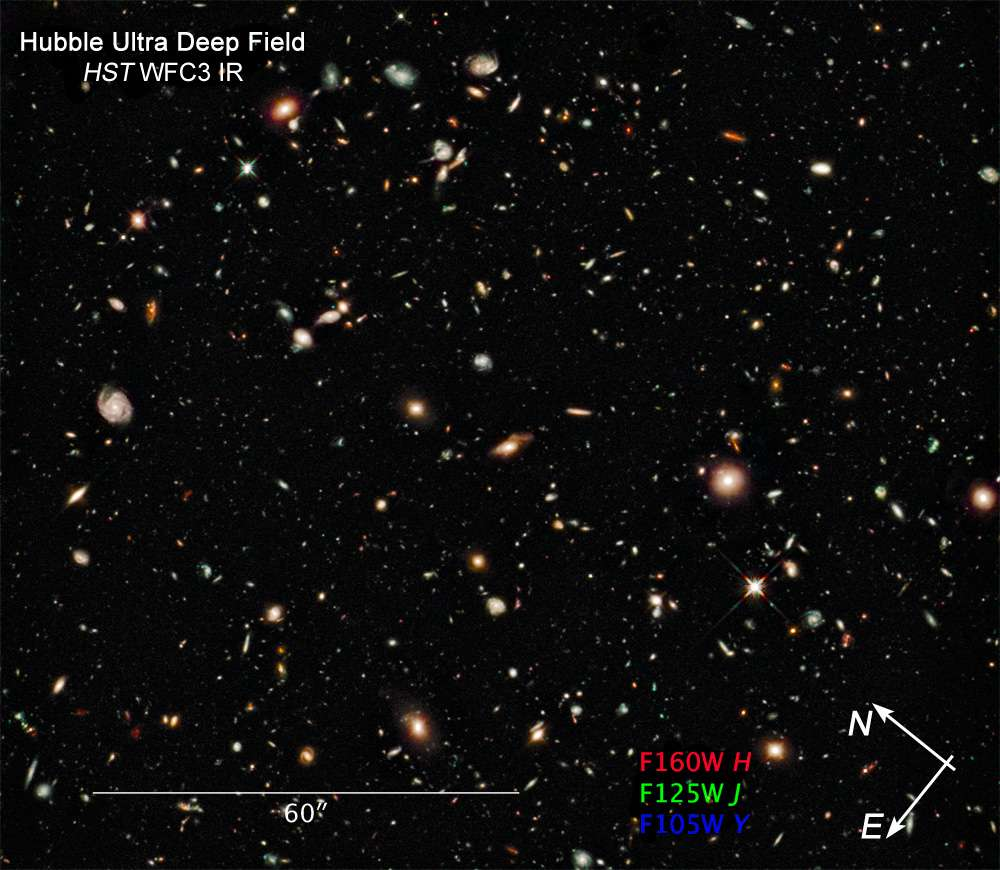 Hubble Ultra Deep Field
HST WFC3 IR
N
F160W H
F125W J
F105W Y
60″
E